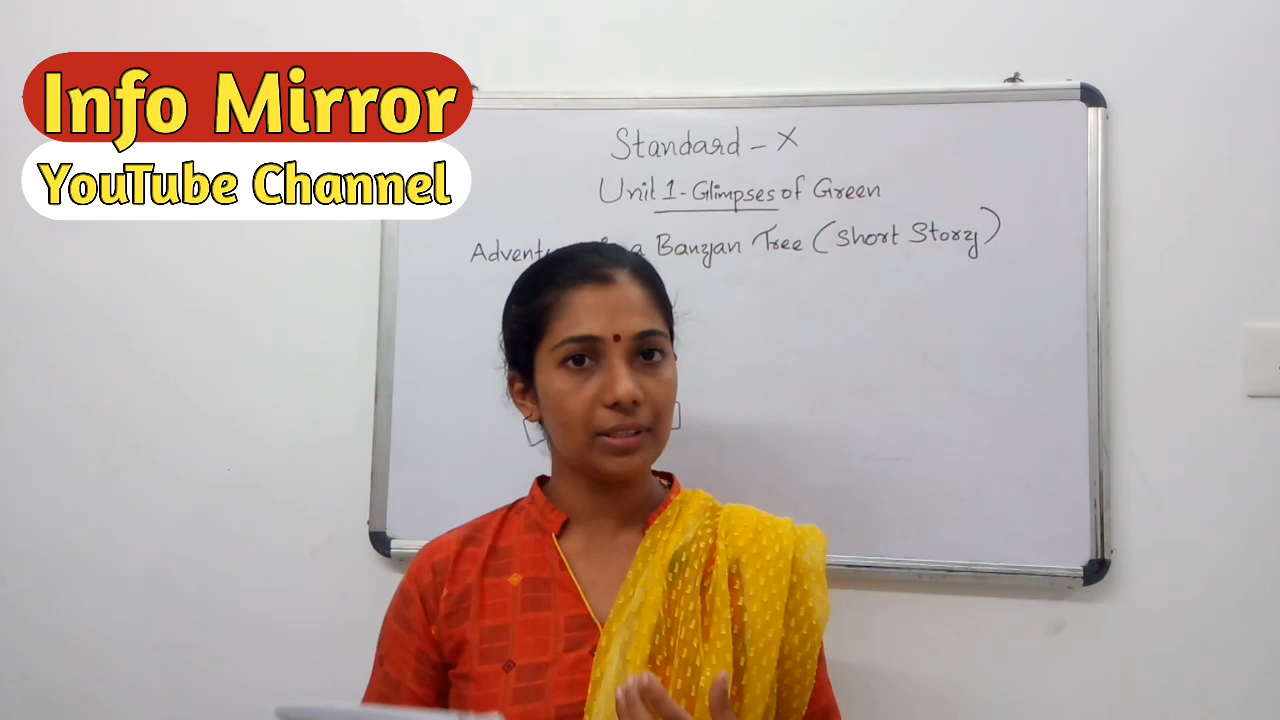 Info Mirror
YouTube Channel
Standard - X
Unit 1 - Glimpses of Green
a Banyan Tree (Short Story)